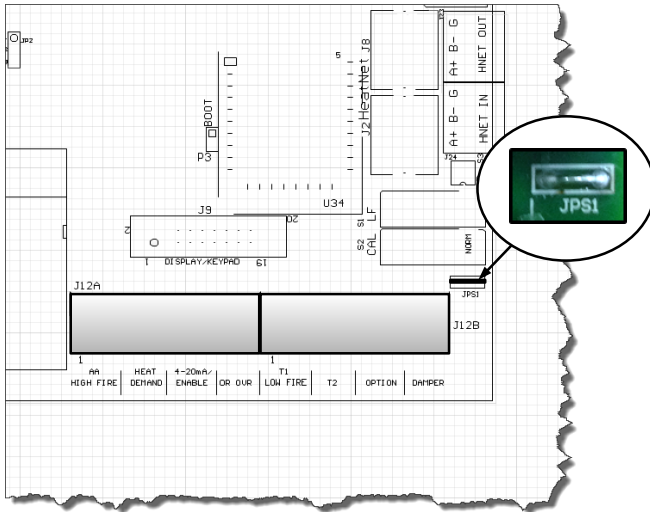 JP2
5
J8
HeatNet
J2
A+ B- G
HNET OUT
A+ B- G
HNET IN
BOOT
P3
J24
S3
U34
J9
20
2
1
DISPLAY/KEYPAD
19
S1
LF
S2
CAL
NORM
JPS1
JPS1
J12A
J12B
1
1
AA
HIGH FIRE
HEAT
DEMAND
4-20mA/
ENABLE
OR OVR
T1
LOW FIRE
T2
OPTION
DAMPER